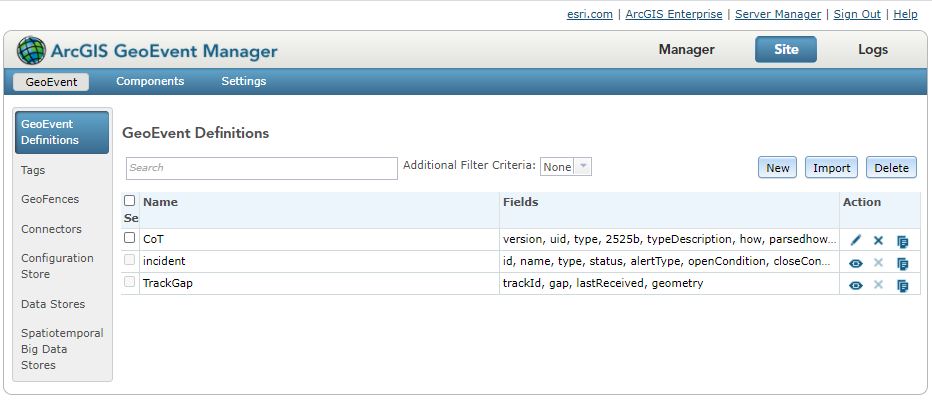 esri.com | ArcGIS Enterprise | Server Manager | Sign Out | Help
ArcGIS GeoEvent Manager
Manager
Site
Logs
GeoEvent
Components
Settings
GeoEvent Definitions
Tags
GeoFences
Connectors
Configuration
Store
Data Stores
Spatiotemporal
Big Data
Stores
GeoEvent Definitions
Search
Additional Filter Criteria: None
New
Import
Delete
Se
Name
Fields
Action
CoT
version, uid, type, 2525b, typeDescription, how, parsedhow...
incident
id, name, type, status, alertType, openCondition, closeCon...
TrackGap
trackId, gap, lastReceived, geometry